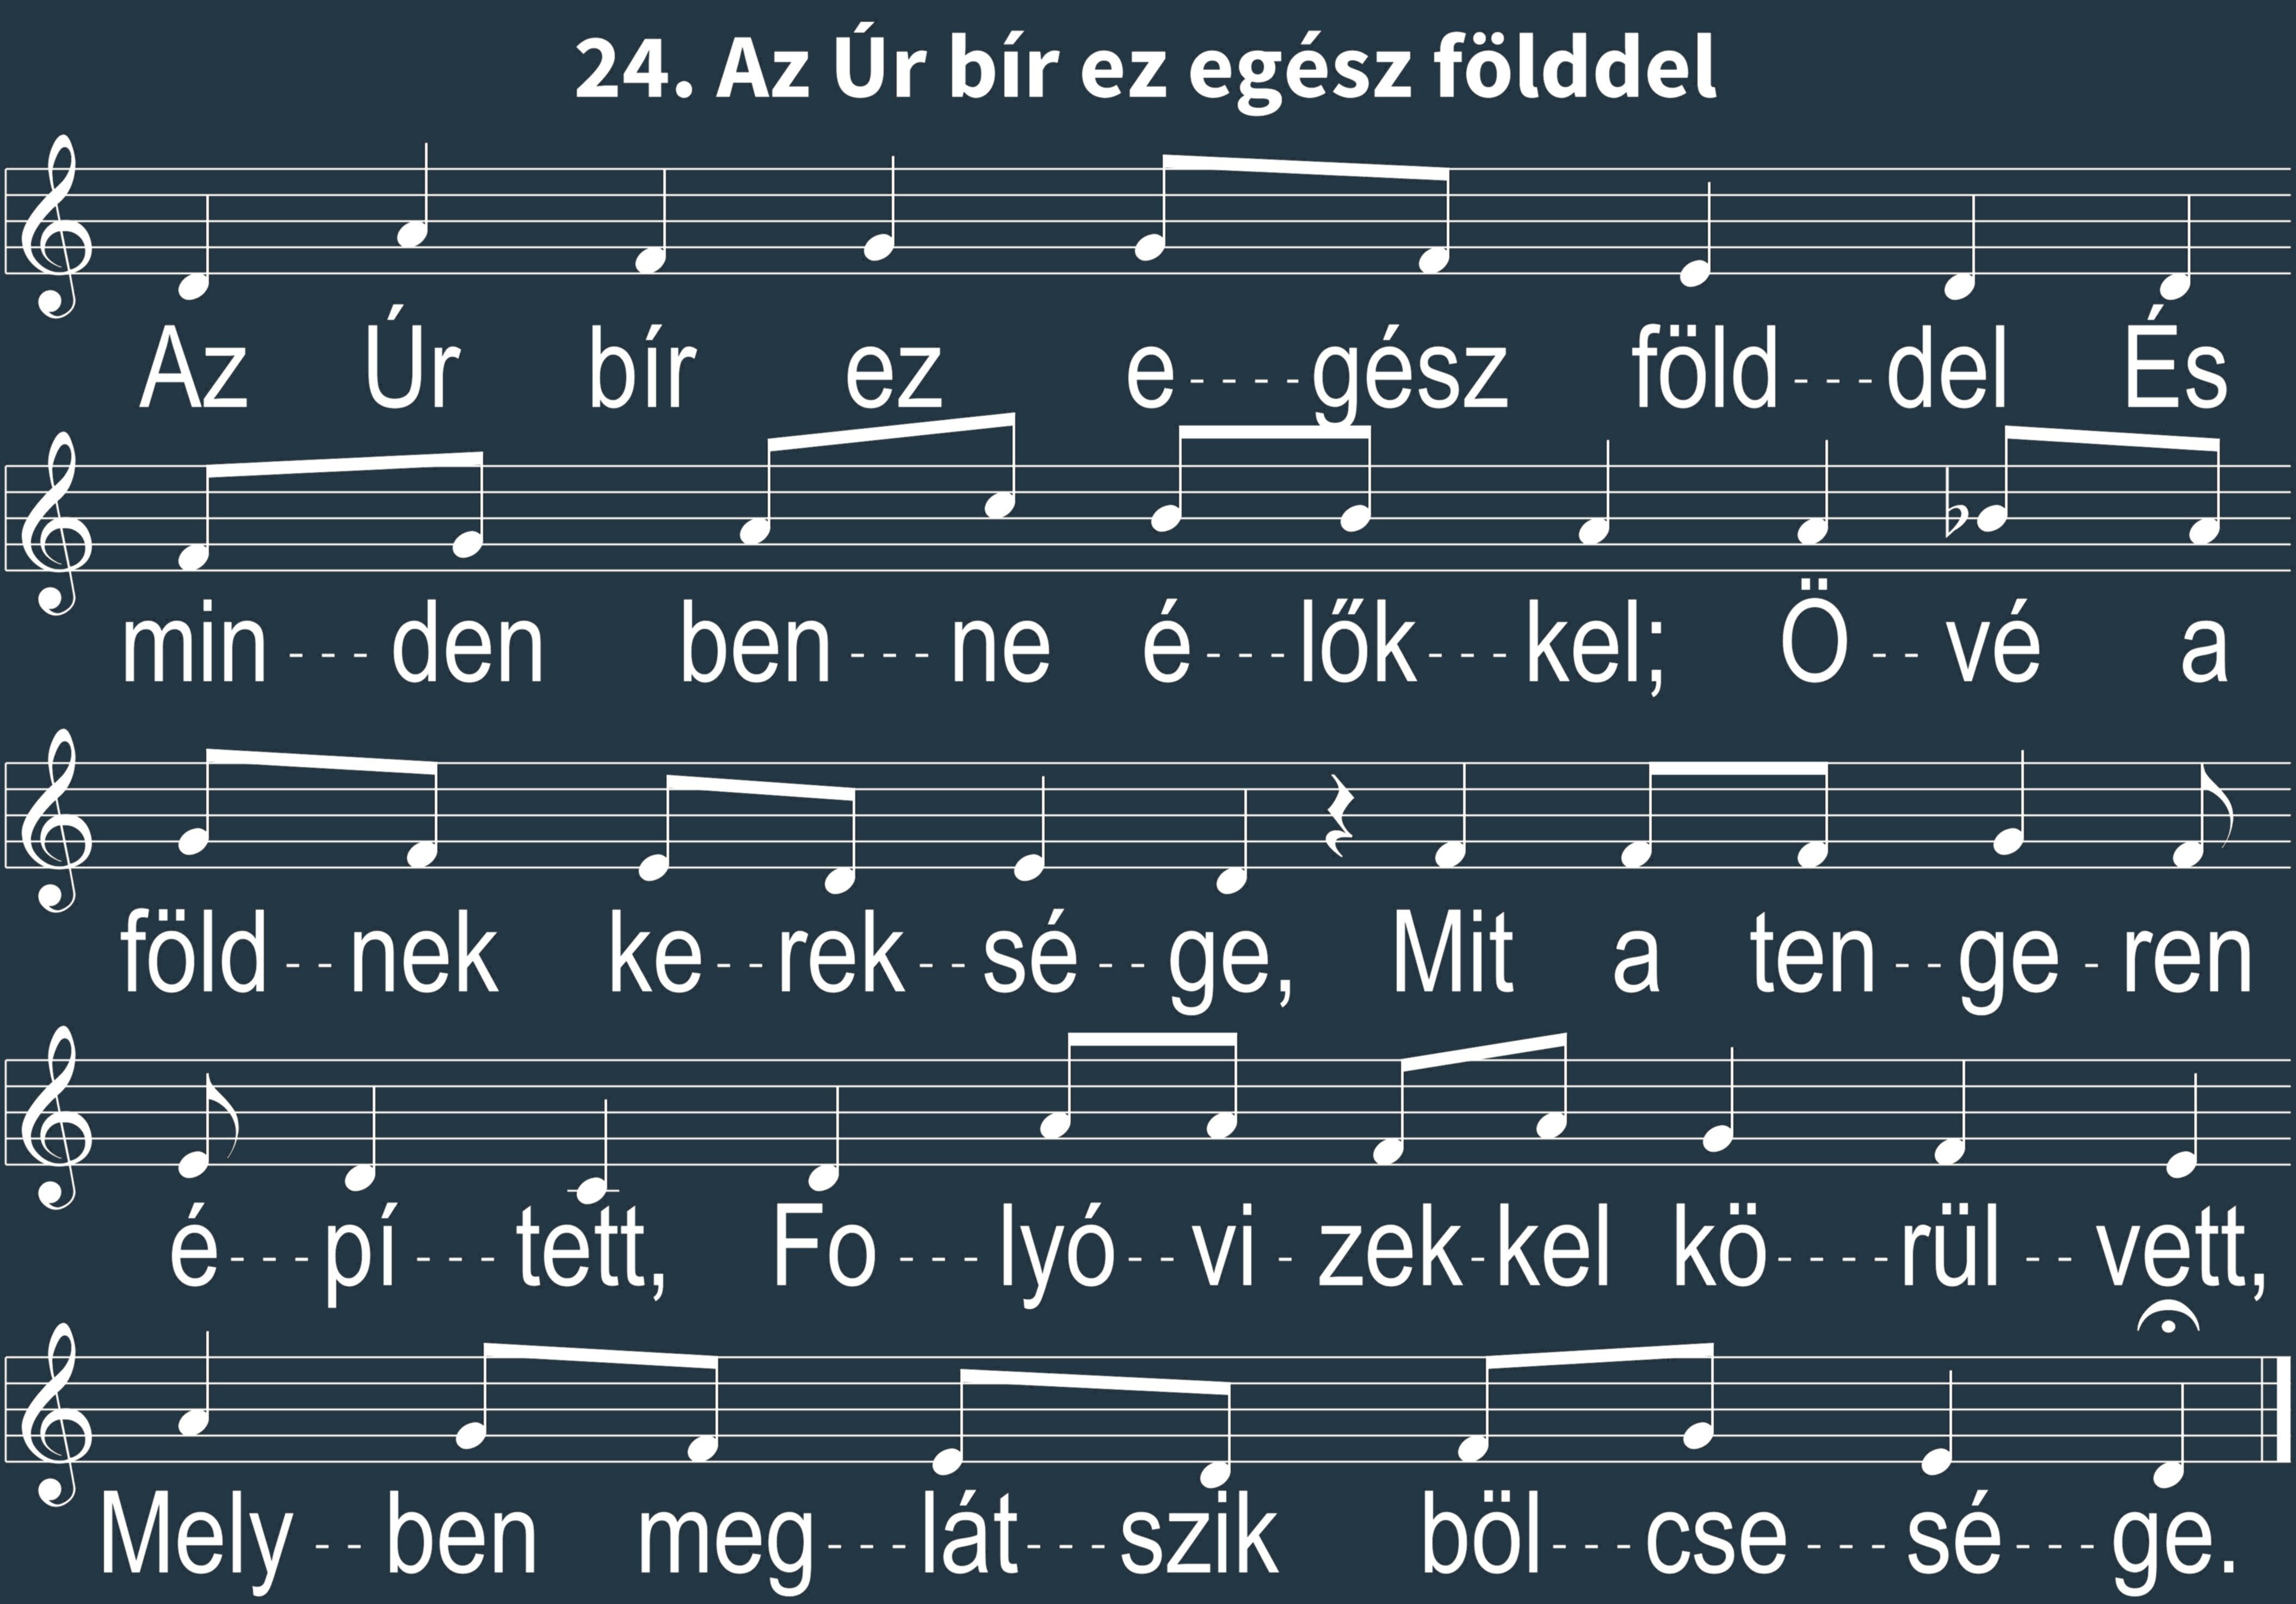 24. Az Úr bír ez egész földdel
Az Úr bír ez e----gész föld---del És
min---den ben---ne é---lők---kel; Ö--vé a
föld--nek ke--rek--sé--ge, Mit a ten--ge-ren
é---pí---tett, Fo---lyó--vi-zek-kel kö----rül--vett,
Mely--ben meg---lát---szik böl---cse---sé---ge.